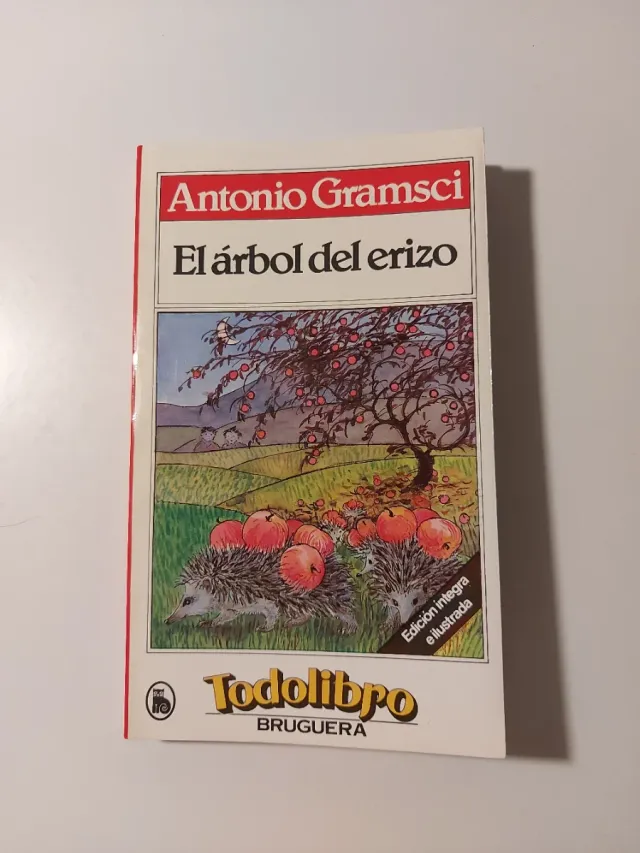 Antonio Gramsci
El árbol del erizo
Edición íntegra
e ilustrada
Todolibro
BRUGUERA